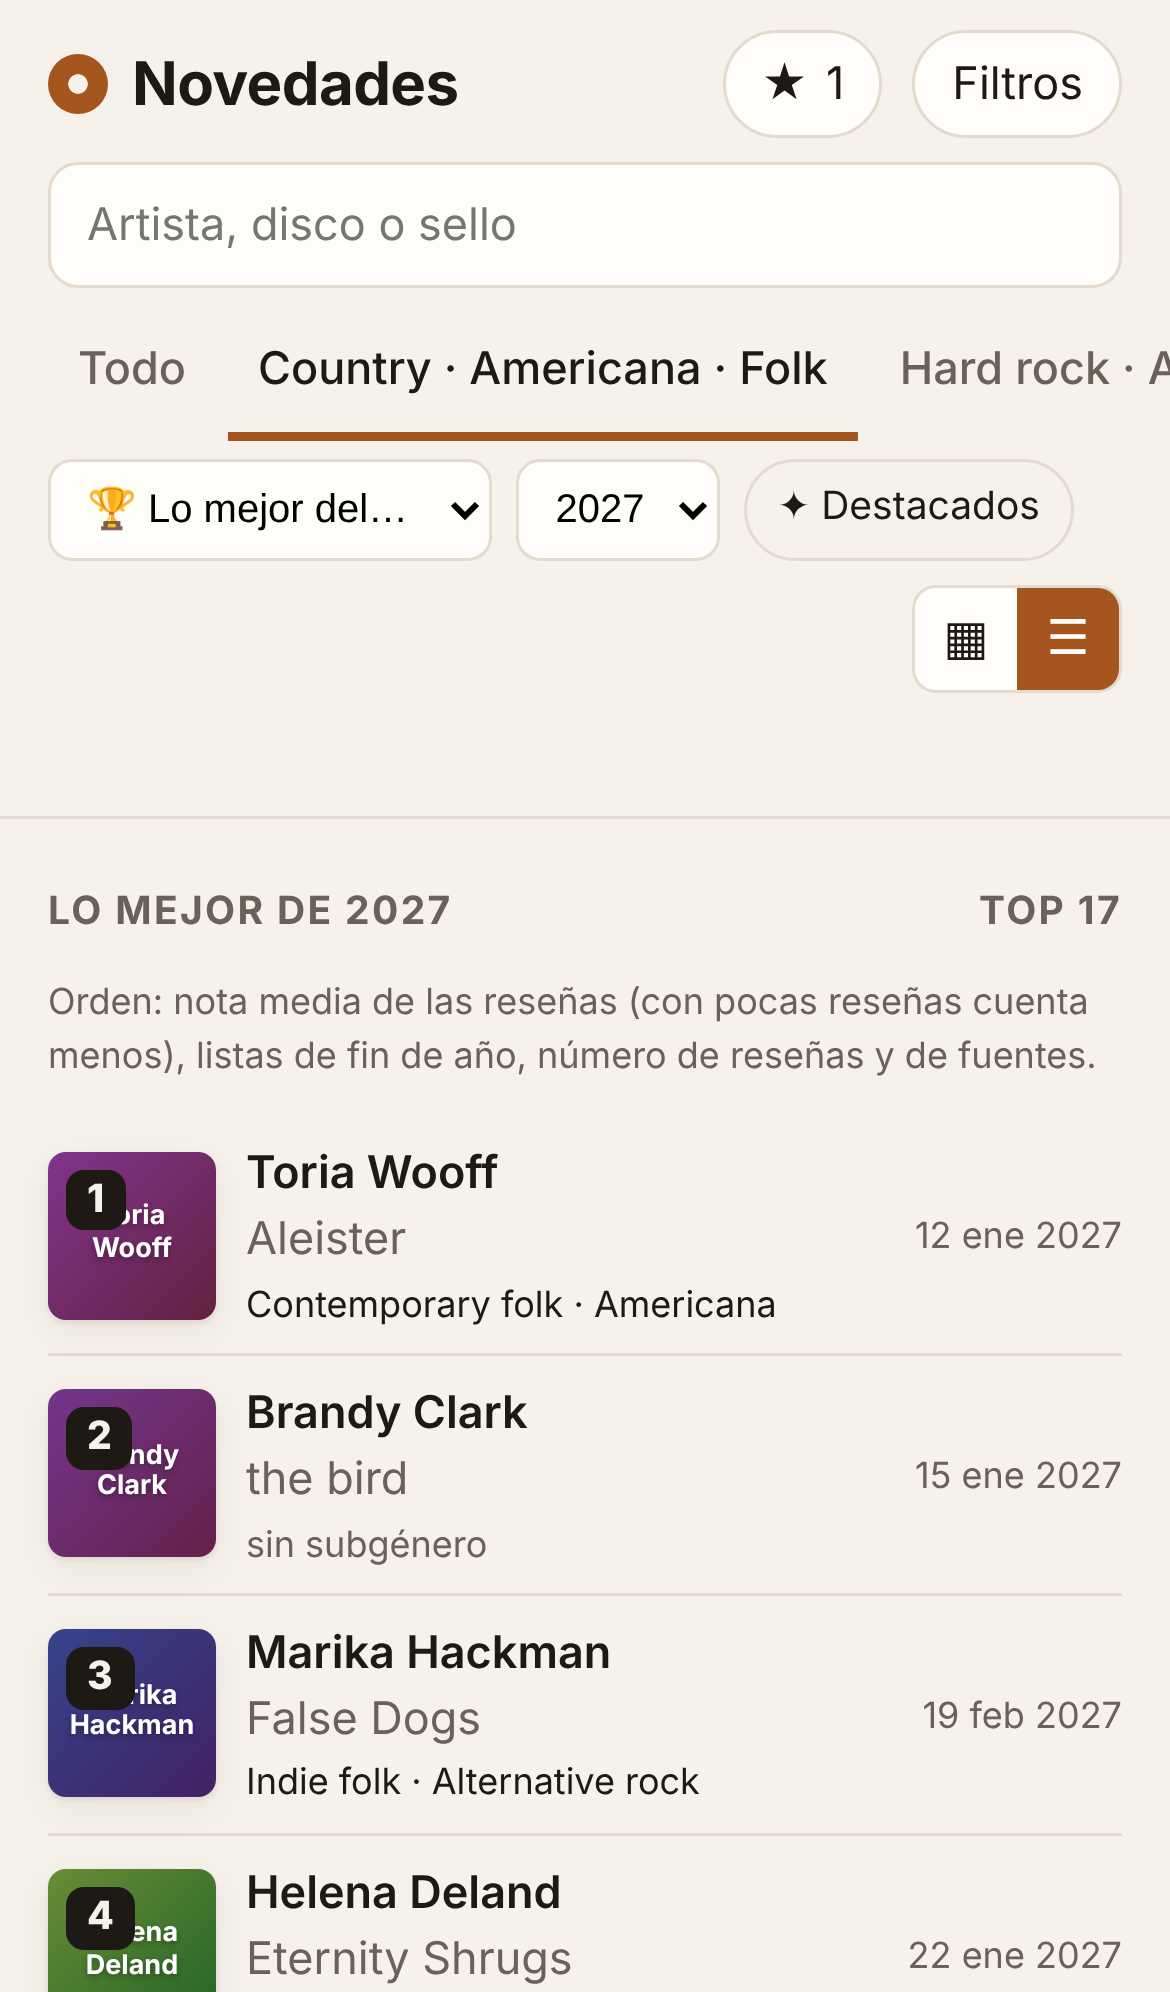 Novedades
★ 1
Filtros
Artista, disco o sello
Todo
Country · Americana · Folk
Hard rock · A
🏆 Lo mejor del…
2027
✦ Destacados
LO MEJOR DE 2027
TOP 17
Orden: nota media de las reseñas (con pocas reseñas cuenta
menos), listas de fin de año, número de reseñas y de fuentes.
1
oria
Wooff
Toria Wooff
Aleister
12 ene 2027
Contemporary folk · Americana
2
ndy
Clark
Brandy Clark
the bird
15 ene 2027
sin subgénero
3
rika
Hackman
Marika Hackman
False Dogs
19 feb 2027
Indie folk · Alternative rock
4
ena
Deland
Helena Deland
Eternity Shrugs
22 ene 2027